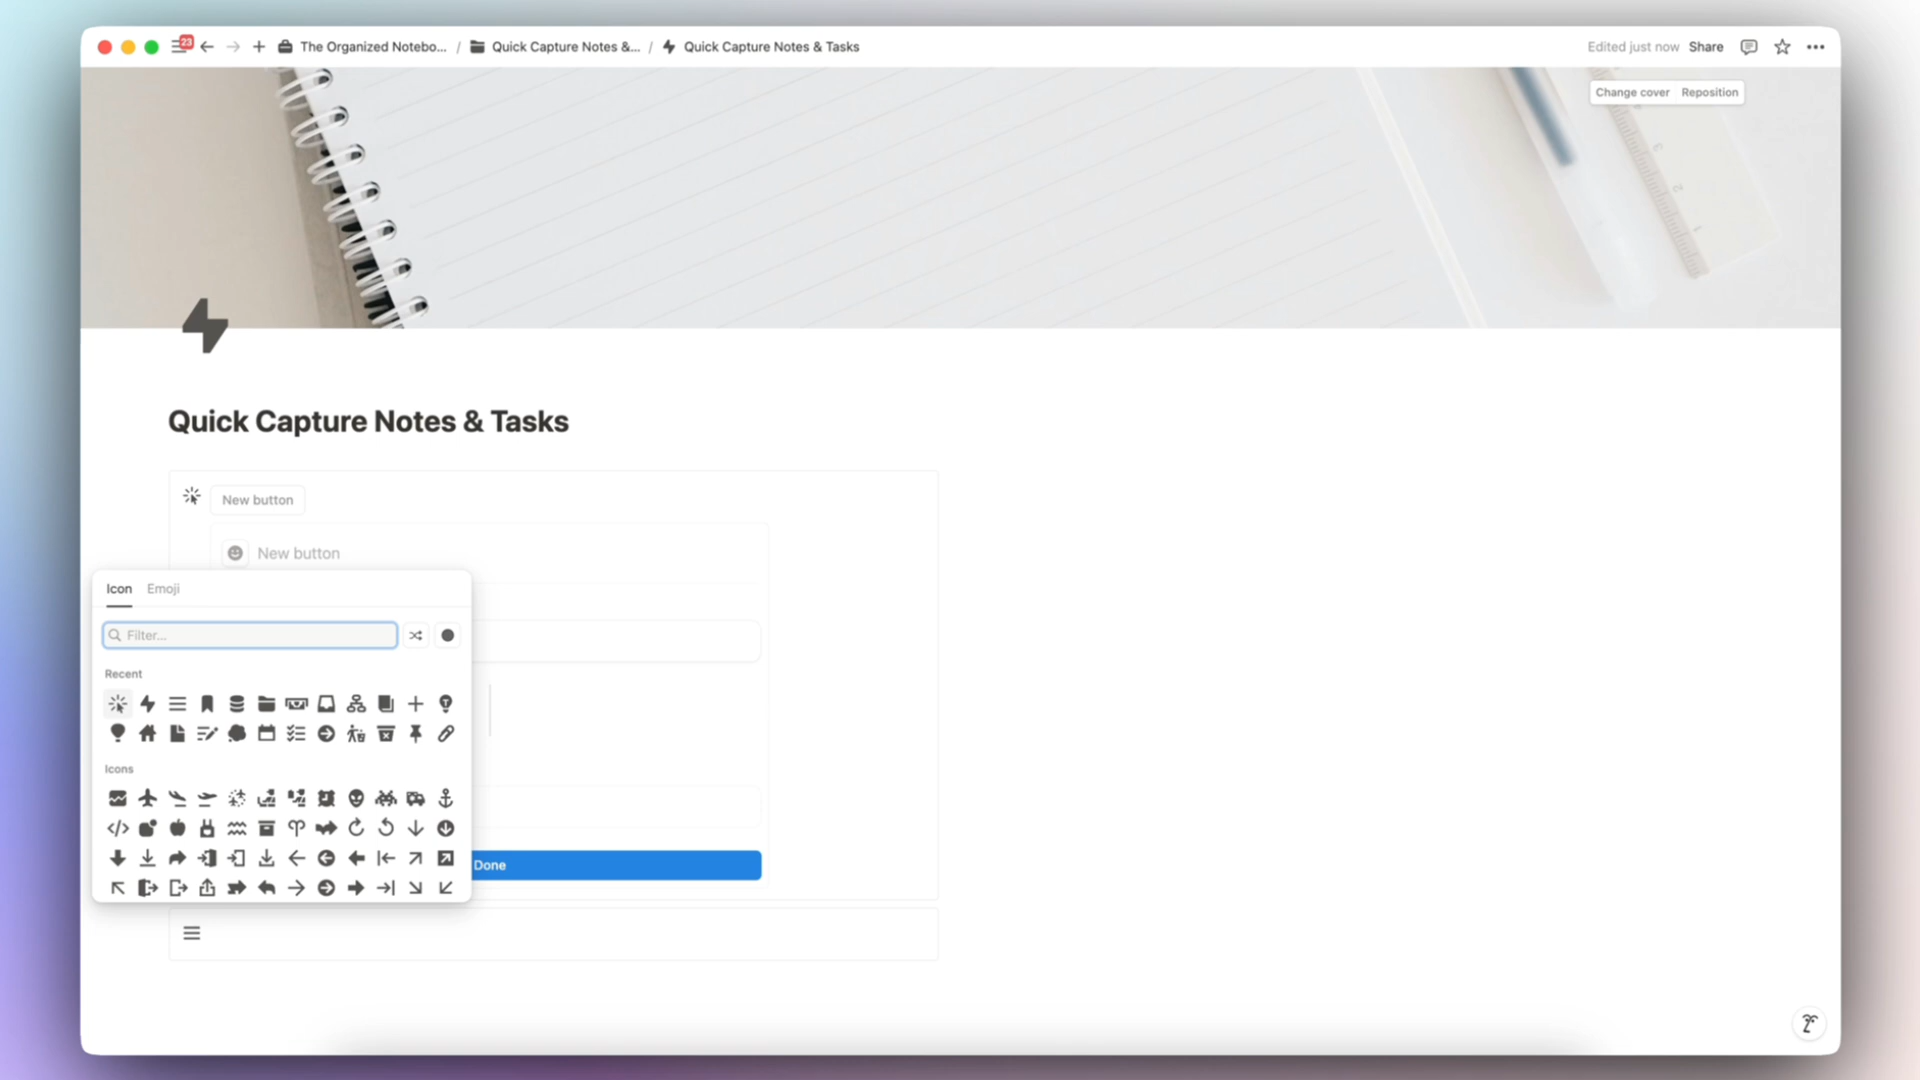 23
The Organized Notebo... / Quick Capture Notes &... / Quick Capture Notes & Tasks
Edited just now Share
Change cover Reposition
Quick Capture Notes & Tasks
New button
New button
Icon Emoji
Filter...
Recent
Icons
Done